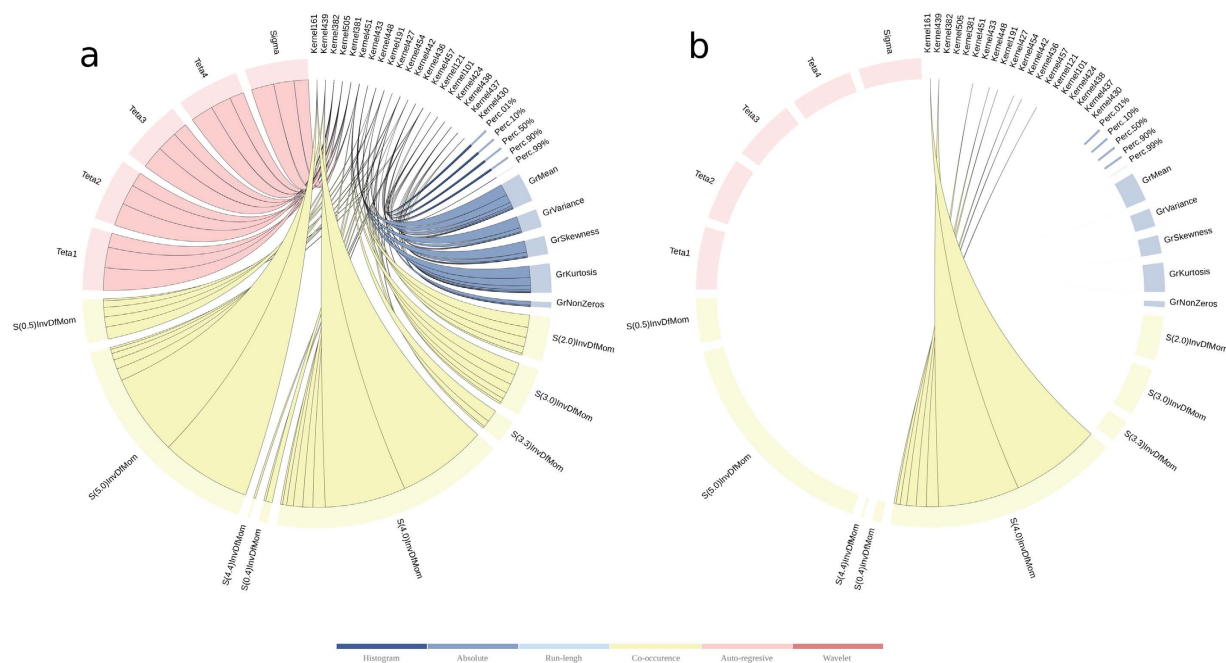 a
Sigma
Teta4
Teta3
Teta2
Teta1
S(0.5)InvDfMom
S(5.0)InvDfMom
S(4.4)InvDfMom
S(0.4)InvDfMom
S(4.0)InvDfMom
S(3.3)InvDfMom
S(3.0)InvDfMom
S(2.0)InvDfMom
GrNonZeros
GrKurtosis
GrSkewness
GrVariance
GrMean
Perc.99%
Perc.90%
Perc.50%
Perc.10%
Perc.01%
Kernel430
Kernel437
Kernel438
Kernel424
Kernel101
Kernel121
Kernel457
Kernel436
Kernel442
Kernel454
Kernel427
Kernel191
Kernel448
Kernel433
Kernel451
Kernel381
Kernel505
Kernel382
Kernel439
Kernel161
b
Sigma
Teta4
Teta3
Teta2
Teta1
S(0.5)InvDfMom
S(5.0)InvDfMom
S(4.4)InvDfMom
S(0.4)InvDfMom
S(4.0)InvDfMom
S(3.3)InvDfMom
S(3.0)InvDfMom
S(2.0)InvDfMom
GrNonZeros
GrKurtosis
GrSkewness
GrVariance
GrMean
Perc.99%
Perc.90%
Perc.50%
Perc.10%
Perc.01%
Kernel430
Kernel437
Kernel438
Kernel424
Kernel101
Kernel121
Kernel457
Kernel436
Kernel442
Kernel454
Kernel427
Kernel191
Kernel448
Kernel433
Kernel451
Kernel381
Kernel505
Kernel382
Kernel439
Kernel161
Histogram
Absolute
Run-lengh
Co-occurence
Auto-regresive
Wavelet